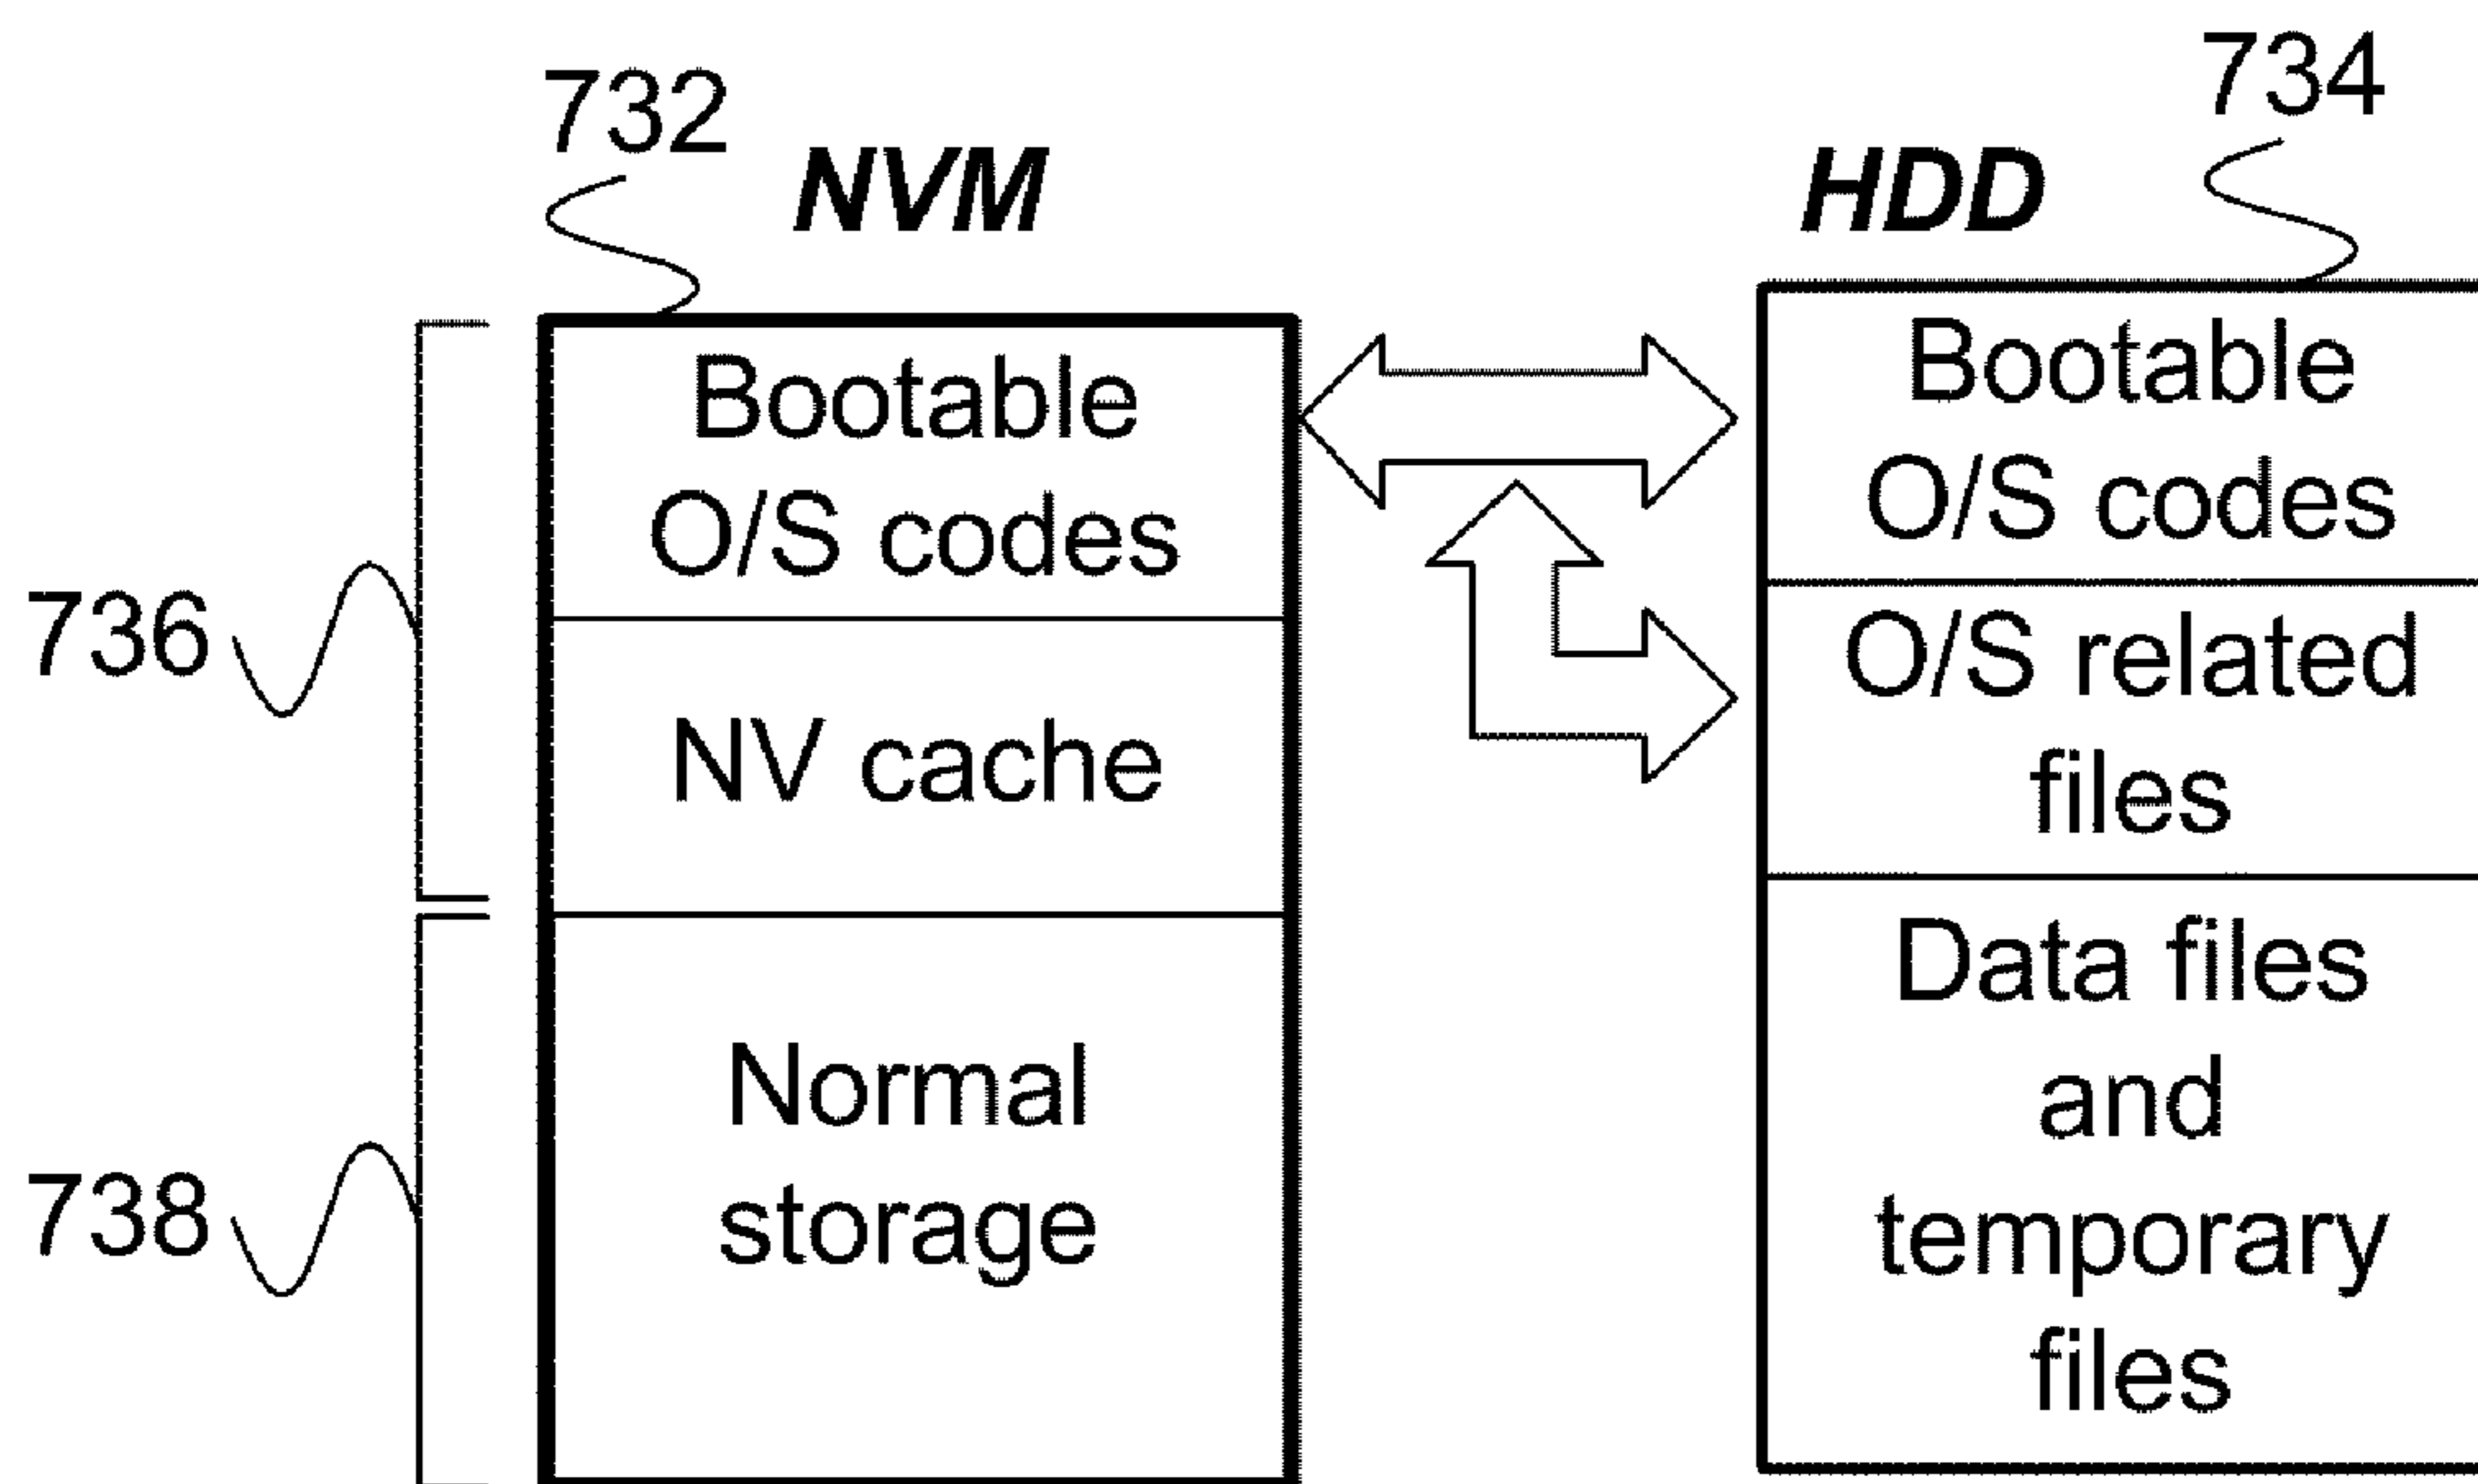 732
NVM
HDD
734
Bootable
O/S codes
NV cache
Normal
storage
736
738
Bootable
O/S codes
O/S related
files
Data files
and
temporary
files